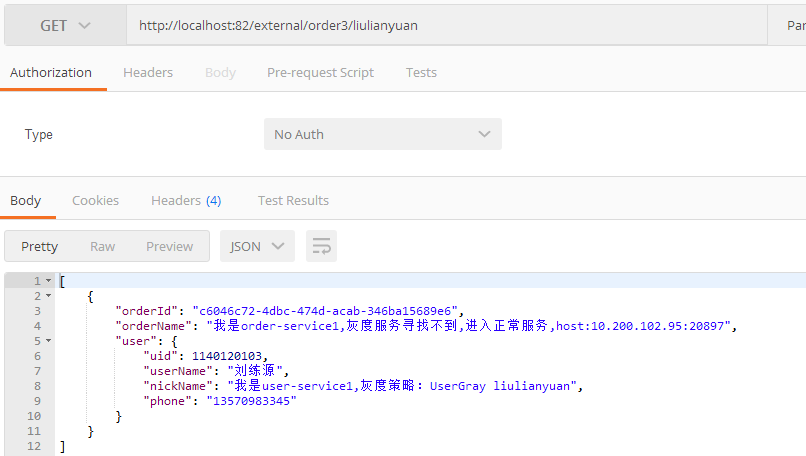 GET http://localhost:82/external/order3/liulianyuan Par
Authorization Headers Body Pre-request Script Tests
Type No Auth
Body Cookies Headers (4) Test Results
Pretty Raw Preview JSON
1 [
2 {
3 "orderId": "c6046c72-4dbc-474d-acab-346ba15689e6",
4 "orderName": "我是order-service1,灰度服务寻找不到,进入正常服务,host:10.200.102.95:20897",
5 "user": {
6 "uid": 1140120103,
7 "userName": "刘练源",
8 "nickName": "我是user-service1,灰度策略: UserGray liulianyuan",
9 "phone": "13570983345"
10 }
11 }
12 ]